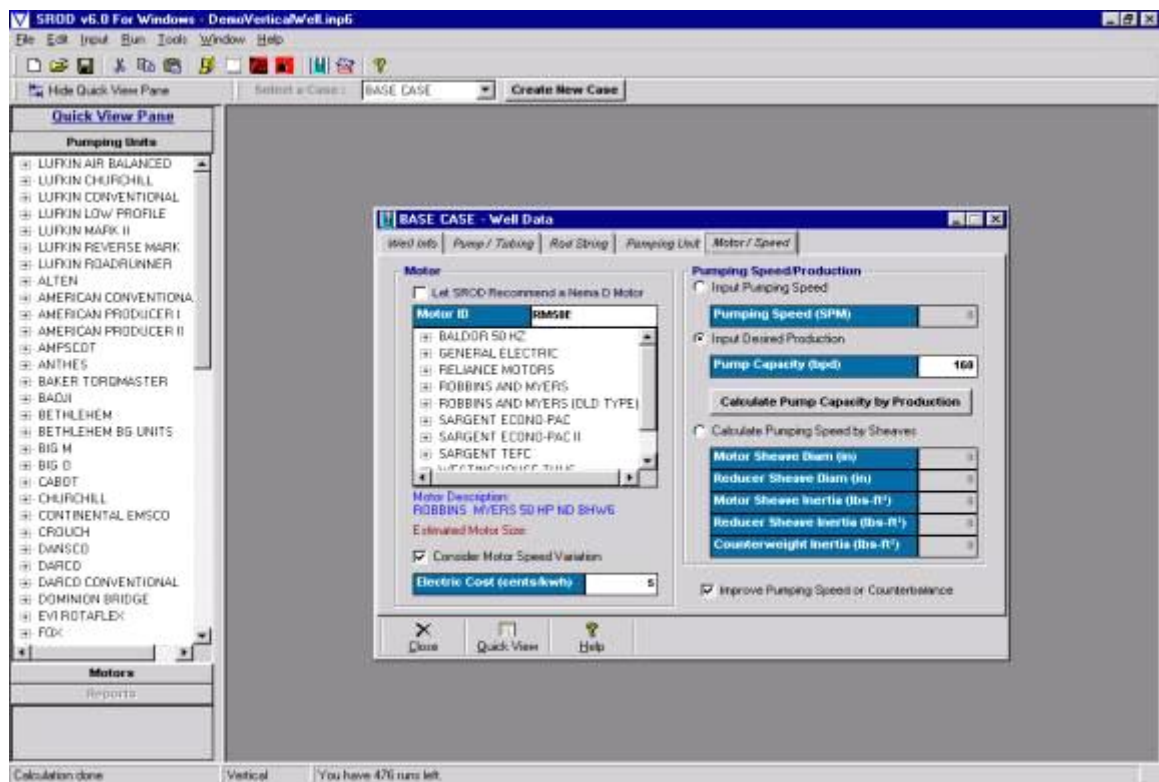 SROD v6.0 For Windows - DemoVerticalWell.inp6
File Edit Input Run Tools Window Help
Hide Quick View Pane
Select a Case :
BASE CASE
Create New Case
Quick View Pane
Pumping Units
LUFKIN AIR BALANCED
LUFKIN CHURCHILL
LUFKIN CONVENTIONAL
LUFKIN LOW PROFILE
LUFKIN MARK II
LUFKIN REVERSE MARK
LUFKIN ROADRUNNER
ALTEN
AMERICAN CONVENTIONA
AMERICAN PRODUCER I
AMERICAN PRODUCER II
AMPSCOT
ANTHES
BAKER TORQMASTER
BADJI
BETHLEHEM
BETHLEHEM BG UNITS
BIG M
BIG O
CABOT
CHURCHILL
CONTINENTAL EMSCO
CROUCH
DANSCO
DARCO
DARCO CONVENTIONAL
DOMINION BRIDGE
EVI ROTAFLEX
FOX
Motors
Reports
BASE CASE - Well Data
Well Info
Pump / Tubing
Rod String
Pumping Unit
Motor / Speed
Motor
Let SROD Recommend a Nema D Motor
Motor ID
RM50E
BALDOR 50 HZ
GENERAL ELECTRIC
RELIANCE MOTORS
ROBBINS AND MYERS
ROBBINS AND MYERS (OLD TYPE)
SARGENT ECONO-PAC
SARGENT ECONO-PAC II
SARGENT TEFC
Motor Description:
ROBBINS MYERS 50 HP ND BHW6
Estimated Motor Size:
Consider Motor Speed Variation
Electric Cost (cents/kwh) 5
Pumping Speed/Production
Input Pumping Speed
Pumping Speed (SPM) 0
Input Desired Production
Pump Capacity (bpd) 160
Calculate Pump Capacity by Production
Calculate Pumping Speed by Sheaves
Motor Sheave Diam (in) 0
Reducer Sheave Diam (in) 0
Motor Sheave Inertia (lbs-ft²) 0
Reducer Sheave Inertia (lbs-ft²) 0
Counterweight Inertia (lbs-ft²) 0
Improve Pumping Speed or Counterbalance
Close
Quick View
Help
Calculation done
Vertical
You have 476 runs left.